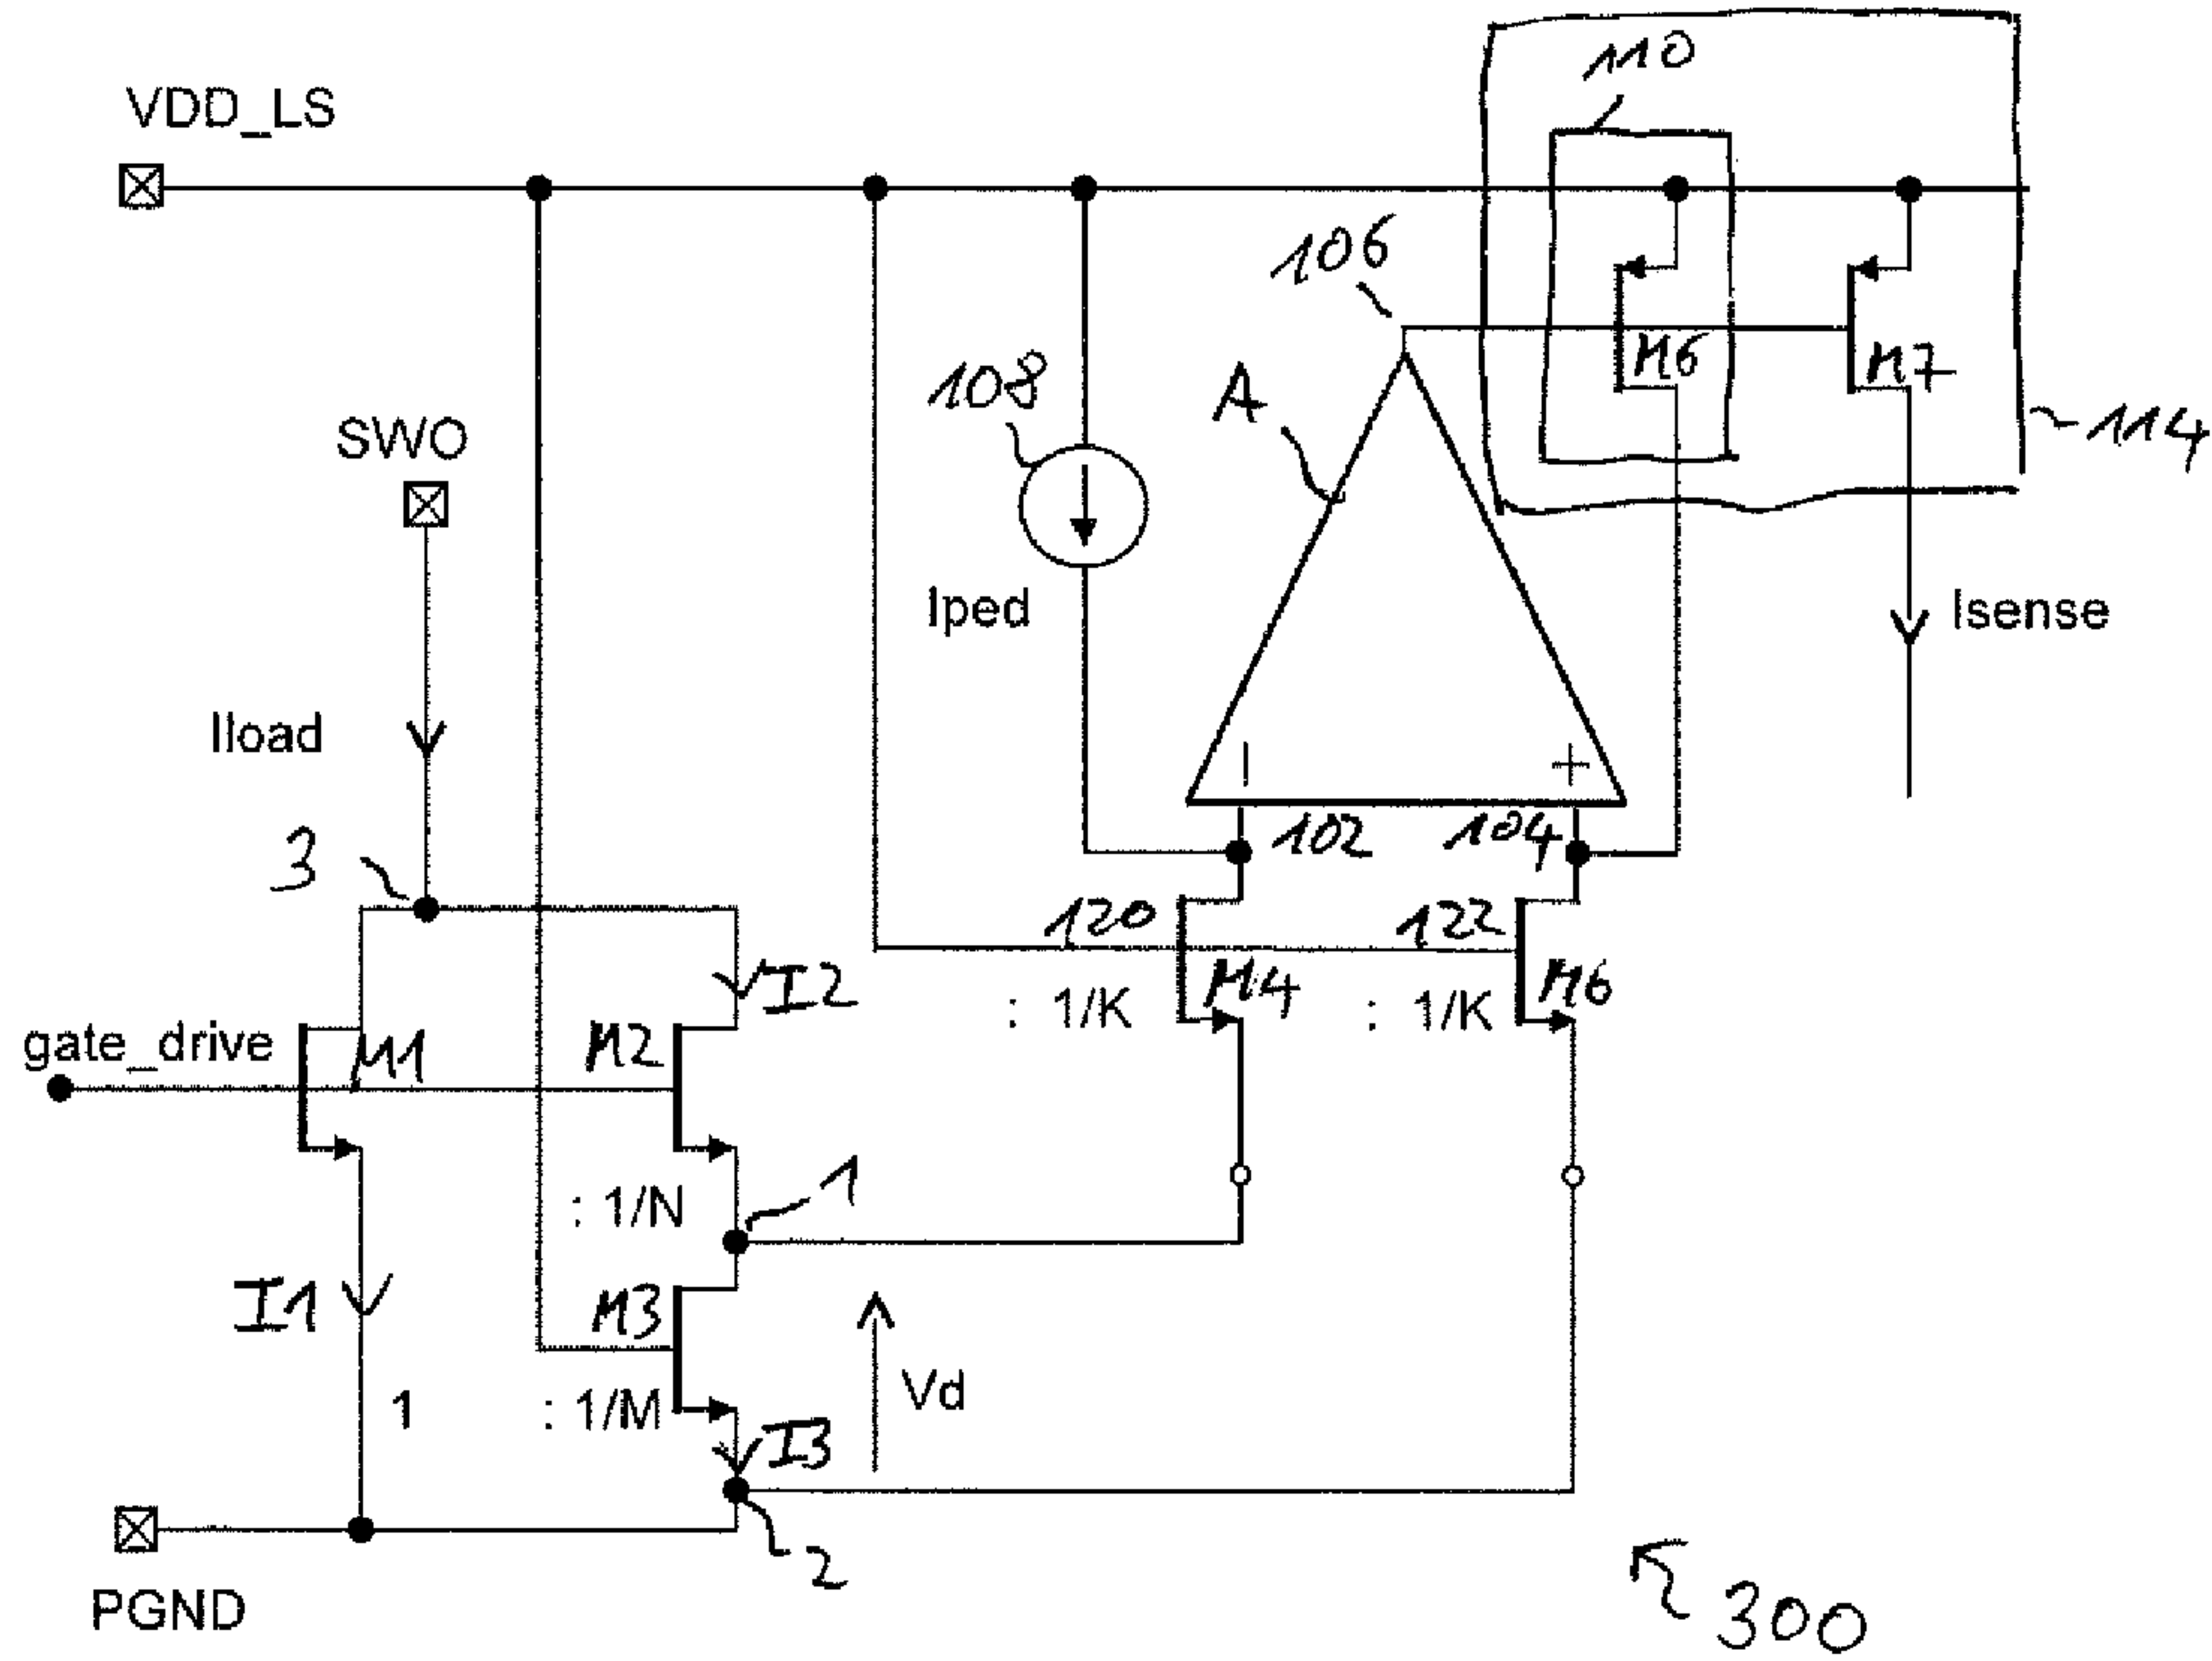 110
VDD_LS
106
M6
M7
108
A
114
SWO
Iped
Isense
Iload
3
102
104
120
122
I2
M4
M6
: 1/K
: 1/K
gate_drive
M1
M2
1
: 1/N
I1
M3
Vd
1
: 1/M
I3
2
PGND
300